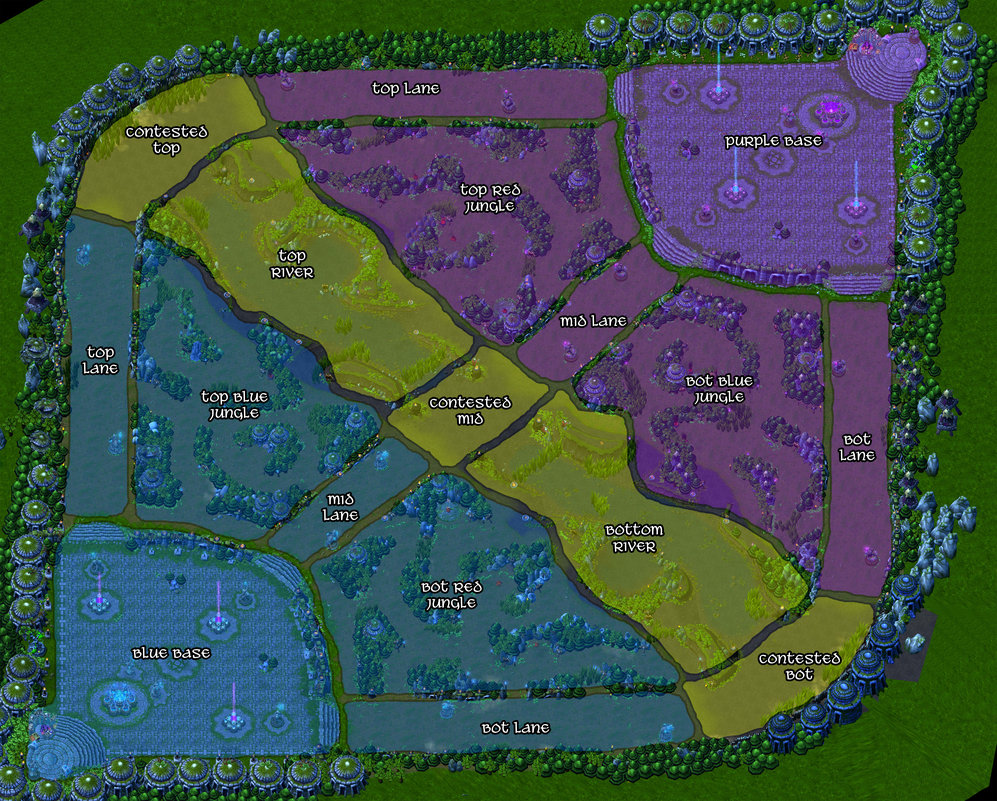 TOP LANE
CONTESTED
TOP
PURPLE BASE
TOP RED
JUNGLE
TOP
RIVER
MID LANE
TOP
LANE
TOP BLUE
JUNGLE
CONTESTED
MID
BOT BLUE
JUNGLE
BOT
LANE
MID
LANE
BOTTOM
RIVER
BOT RED
JUNGLE
BLUE BASE
CONTESTED
BOT
BOT LANE